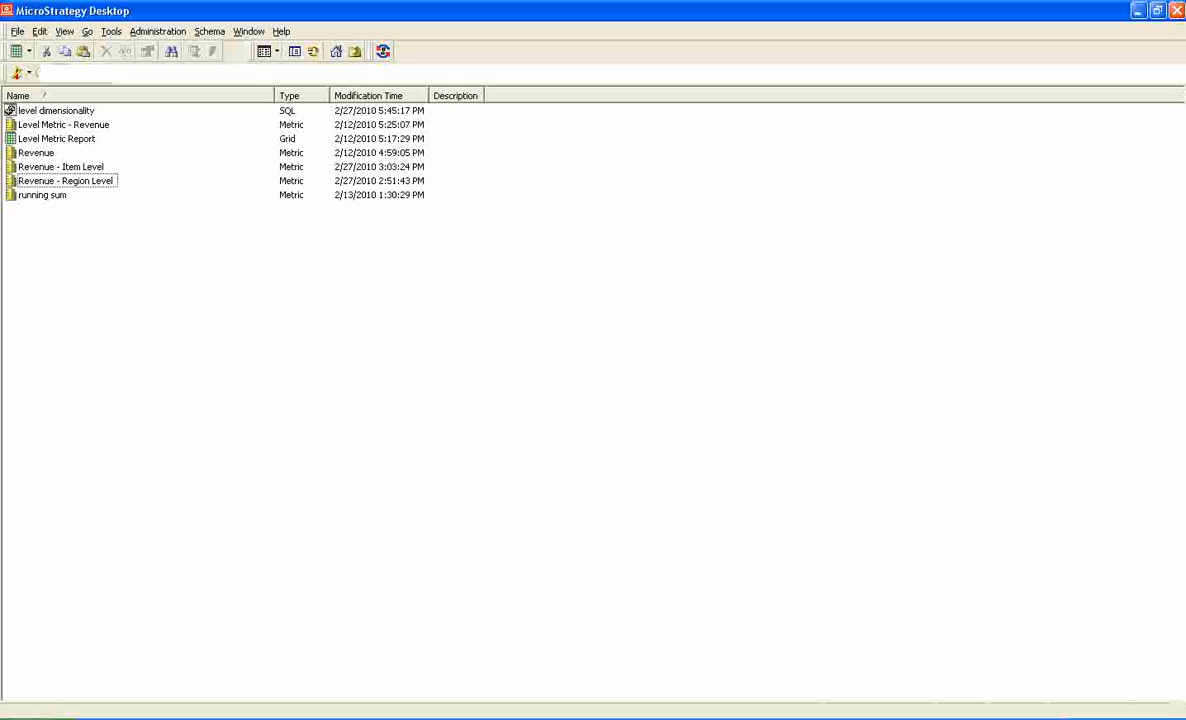 MicroStrategy Desktop
File Edit View Go Tools Administration Schema Window Help
Name Type Modification Time Description
level dimensionality SQL 2/27/2010 5:45:17 PM
Level Metric - Revenue Metric 2/12/2010 5:25:07 PM
Level Metric Report Grid 2/12/2010 5:17:29 PM
Revenue Metric 2/12/2010 4:59:05 PM
Revenue - Item Level Metric 2/27/2010 3:03:24 PM
Revenue - Region Level Metric 2/27/2010 2:51:43 PM
running sum Metric 2/13/2010 1:30:29 PM